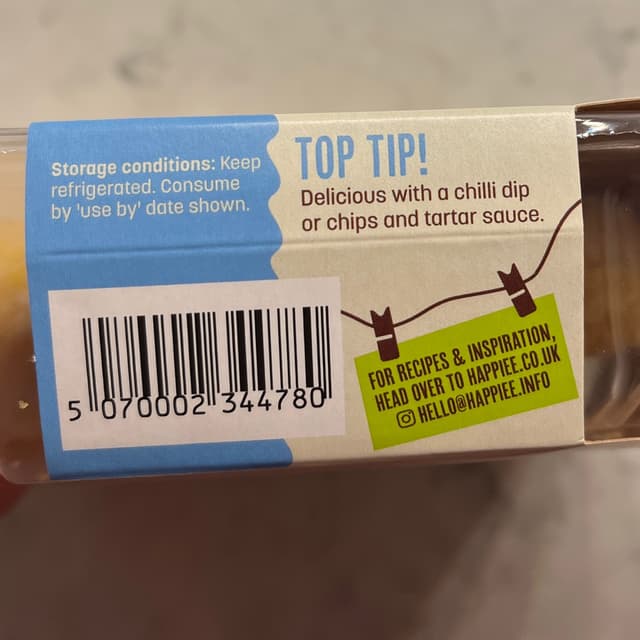 Storage conditions: Keep
refrigerated. Consume
by 'use by' date shown.
TOP TIP!
Delicious with a chilli dip
or chips and tartar sauce.
5 070002 344780
FOR RECIPES & INSPIRATION,
HEAD OVER TO HAPPIEE.CO.UK
HELLO@HAPPIEE.INFO